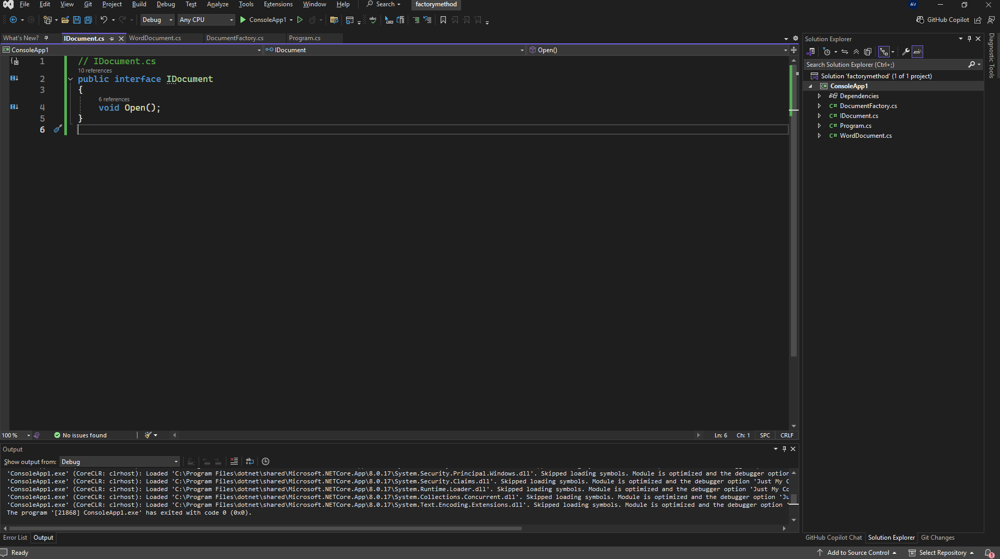 File Edit View Git Project Build Debug Test Analyze Tools Extensions Window Help Search factorymethod AV
Debug Any CPU ConsoleApp1 GitHub Copilot
What's New? IDocument.cs WordDocument.cs DocumentFactory.cs Program.cs
C# ConsoleApp1 IDocument Open()
1 // IDocument.cs
10 references
2 public interface IDocument
3 {
6 references
4 void Open();
5 }
6
100 % No issues found Ln: 6 Ch: 1 SPC CRLF
Output
Show output from: Debug
'ConsoleApp1.exe' (CoreCLR: clrhost): Loaded 'C:\Program Files\dotnet\shared\Microsoft.NETCore.App\8.0.17\System.Security.Principal.Windows.dll'. Skipped loading symbols. Module is optimized and the debugger option
'ConsoleApp1.exe' (CoreCLR: clrhost): Loaded 'C:\Program Files\dotnet\shared\Microsoft.NETCore.App\8.0.17\System.Security.Claims.dll'. Skipped loading symbols. Module is optimized and the debugger option 'Just My C
'ConsoleApp1.exe' (CoreCLR: clrhost): Loaded 'C:\Program Files\dotnet\shared\Microsoft.NETCore.App\8.0.17\System.Runtime.Loader.dll'. Skipped loading symbols. Module is optimized and the debugger option 'Just My Co
'ConsoleApp1.exe' (CoreCLR: clrhost): Loaded 'C:\Program Files\dotnet\shared\Microsoft.NETCore.App\8.0.17\System.Collections.Concurrent.dll'. Skipped loading symbols. Module is optimized and the debugger option 'Ju
'ConsoleApp1.exe' (CoreCLR: clrhost): Loaded 'C:\Program Files\dotnet\shared\Microsoft.NETCore.App\8.0.17\System.Text.Encoding.Extensions.dll'. Skipped loading symbols. Module is optimized and the debugger option '
The program '[21868] ConsoleApp1.exe' has exited with code 0 (0x0).
Error List Output
Solution Explorer
Search Solution Explorer (Ctrl+;)
Solution 'factorymethod' (1 of 1 project)
C# ConsoleApp1
Dependencies
C# DocumentFactory.cs
C# IDocument.cs
C# Program.cs
C# WordDocument.cs
GitHub Copilot Chat Solution Explorer Git Changes
Diagnostic Tools
Ready Add to Source Control Select Repository 1